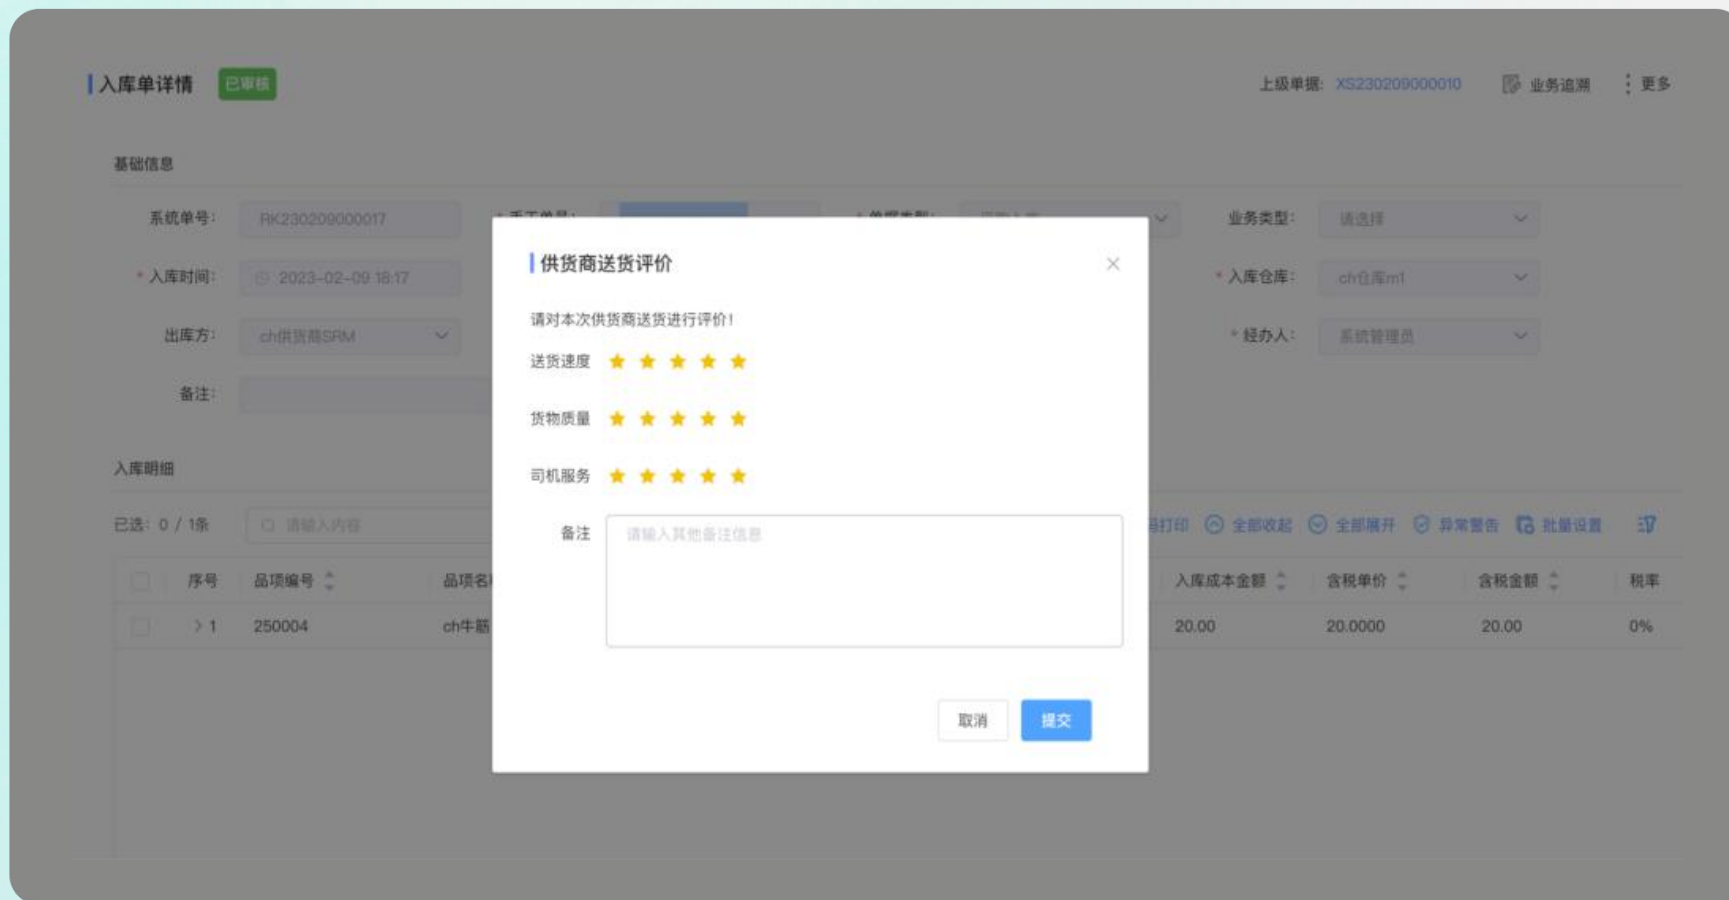 入库单详情 已审核 上级单据: XS230209000010 业务追溯 更多
基础信息
系统单号: RK230209000017 业务类型: 请选择
* 入库时间: 2023-02-09 18:17 * 入库仓库: ch仓库m1
出库方: ch供货商SRM * 经办人: 系统管理员
备注:
供货商送货评价
请对本次供货商送货进行评价!
送货速度
货物质量
司机服务
备注 请输入其他备注信息
取消 提交
入库明细
已选: 0 / 1条 请输入内容 打印 全部收起 全部展开 异常警告 批量设置
序号 品项编号 品项名 入库成本金额 含税单价 含税金额 税率
1 250004 ch牛筋 20.00 20.0000 20.00 0%